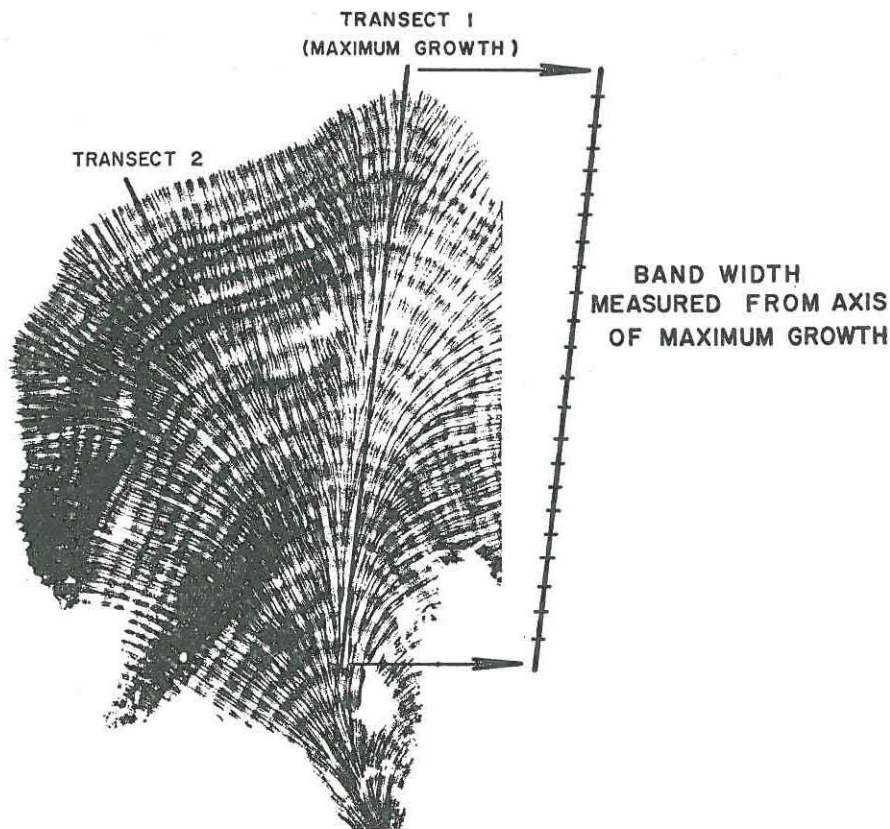 TRANSECT 1
(MAXIMUM GROWTH)
TRANSECT 2
BAND WIDTH
MEASURED FROM AXIS
OF MAXIMUM GROWTH